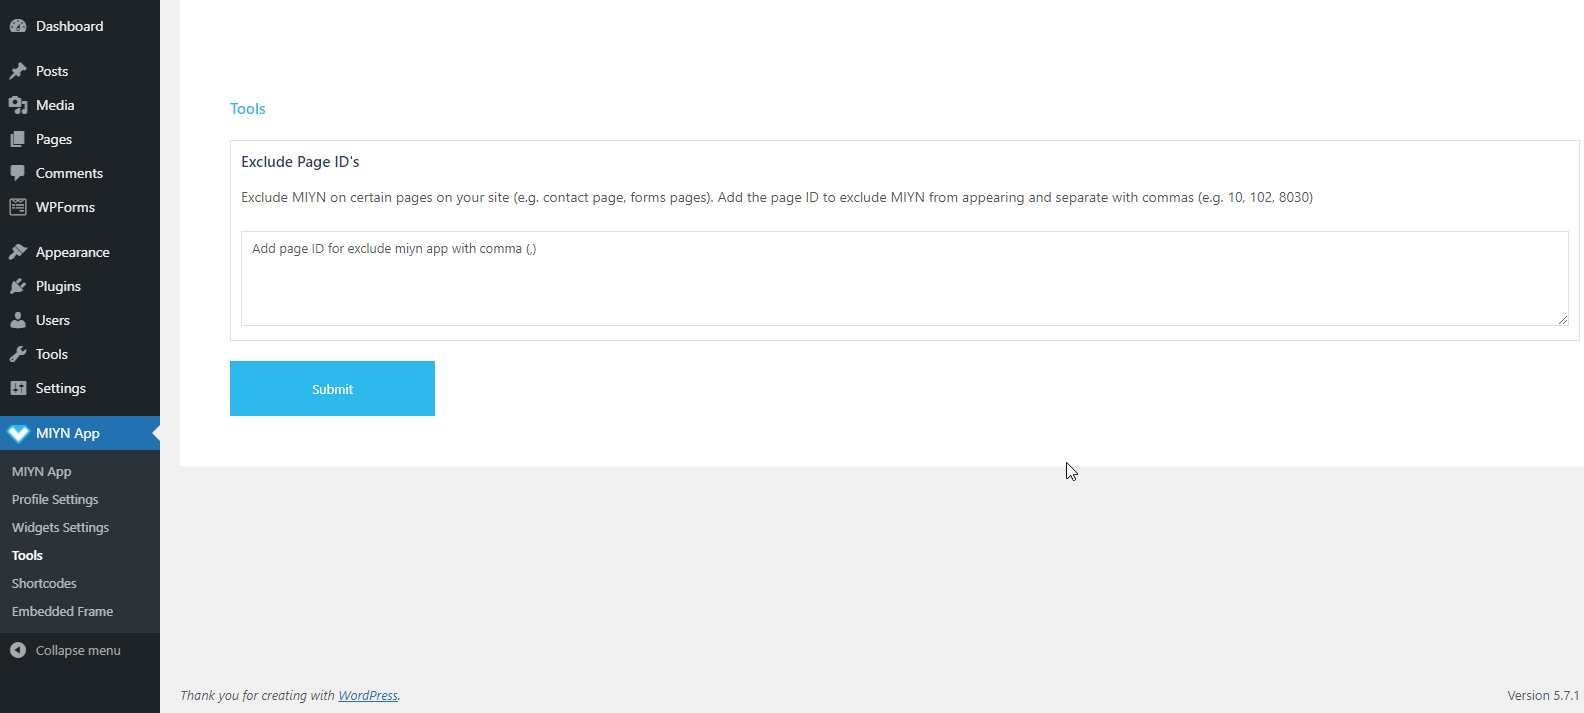 Dashboard
Posts
Media
Pages
Comments
WPForms
Appearance
Plugins
Users
Tools
Settings
MIYN App
MIYN App
Profile Settings
Widgets Settings
Tools
Shortcodes
Embedded Frame
Collapse menu
Tools
Exclude Page ID's
Exclude MIYN on certain pages on your site (e.g. contact page, forms pages). Add the page ID to exclude MIYN from appearing and separate with commas (e.g. 10, 102, 8030)
Add page ID for exclude miyn app with comma (,)
Submit
Thank you for creating with WordPress.
Version 5.7.1